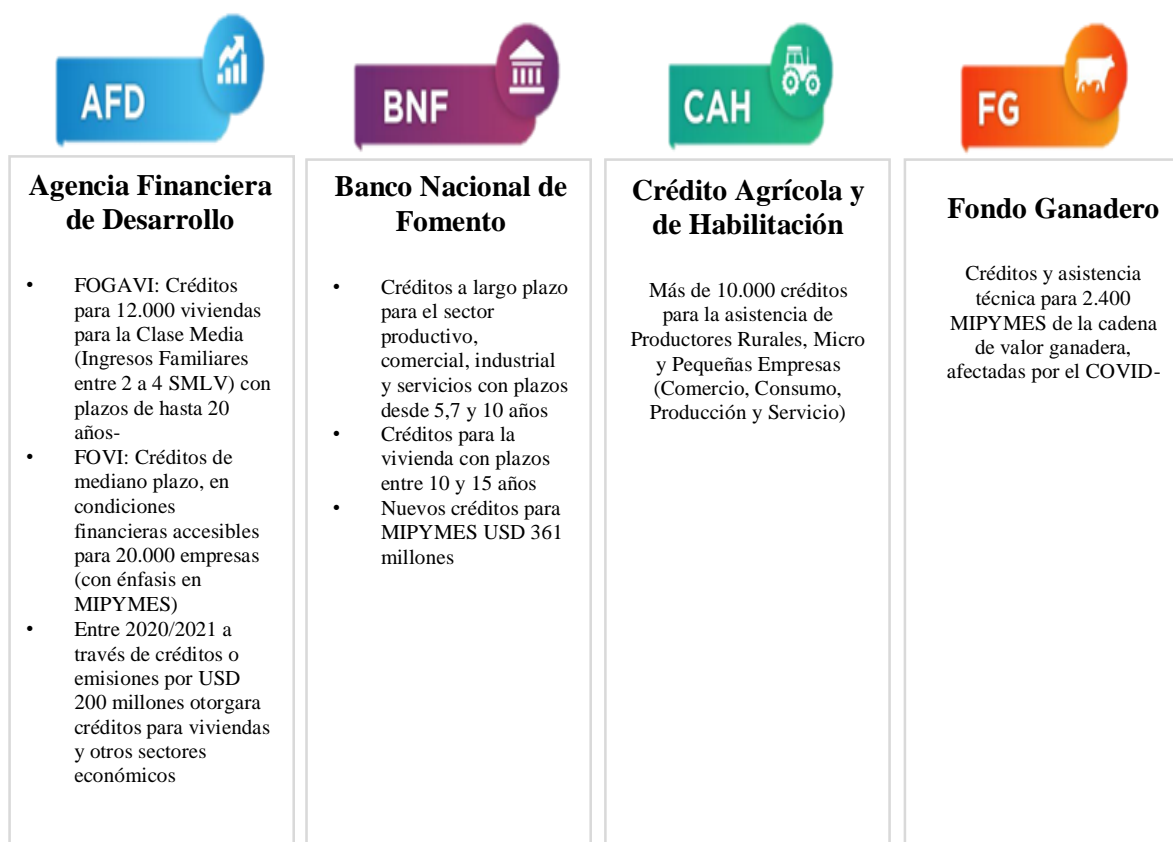 AFD
Agencia Financiera
de Desarrollo
• FOGAVI: Créditos
para 12.000 viviendas
para la Clase Media
(Ingresos Familiares
entre 2 a 4 SMLV) con
plazos de hasta 20
años-
• FOVI: Créditos de
mediano plazo, en
condiciones
financieras accesibles
para 20.000 empresas
(con énfasis en
MIPYMES)
• Entre 2020/2021 a
través de créditos o
emisiones por USD
200 millones otorgara
créditos para viviendas
y otros sectores
económicos
BNF
Banco Nacional de
Fomento
• Créditos a largo plazo
para el sector
productivo,
comercial, industrial
y servicios con plazos
desde 5,7 y 10 años
• Créditos para la
vivienda con plazos
entre 10 y 15 años
• Nuevos créditos para
MIPYMES USD 361
millones
CAH
Crédito Agrícola y
de Habilitación
Más de 10.000 créditos
para la asistencia de
Productores Rurales, Micro
y Pequeñas Empresas
(Comercio, Consumo,
Producción y Servicio)
FG
Fondo Ganadero
Créditos y asistencia
técnica para 2.400
MIPYMES de la cadena
de valor ganadera,
afectadas por el COVID-